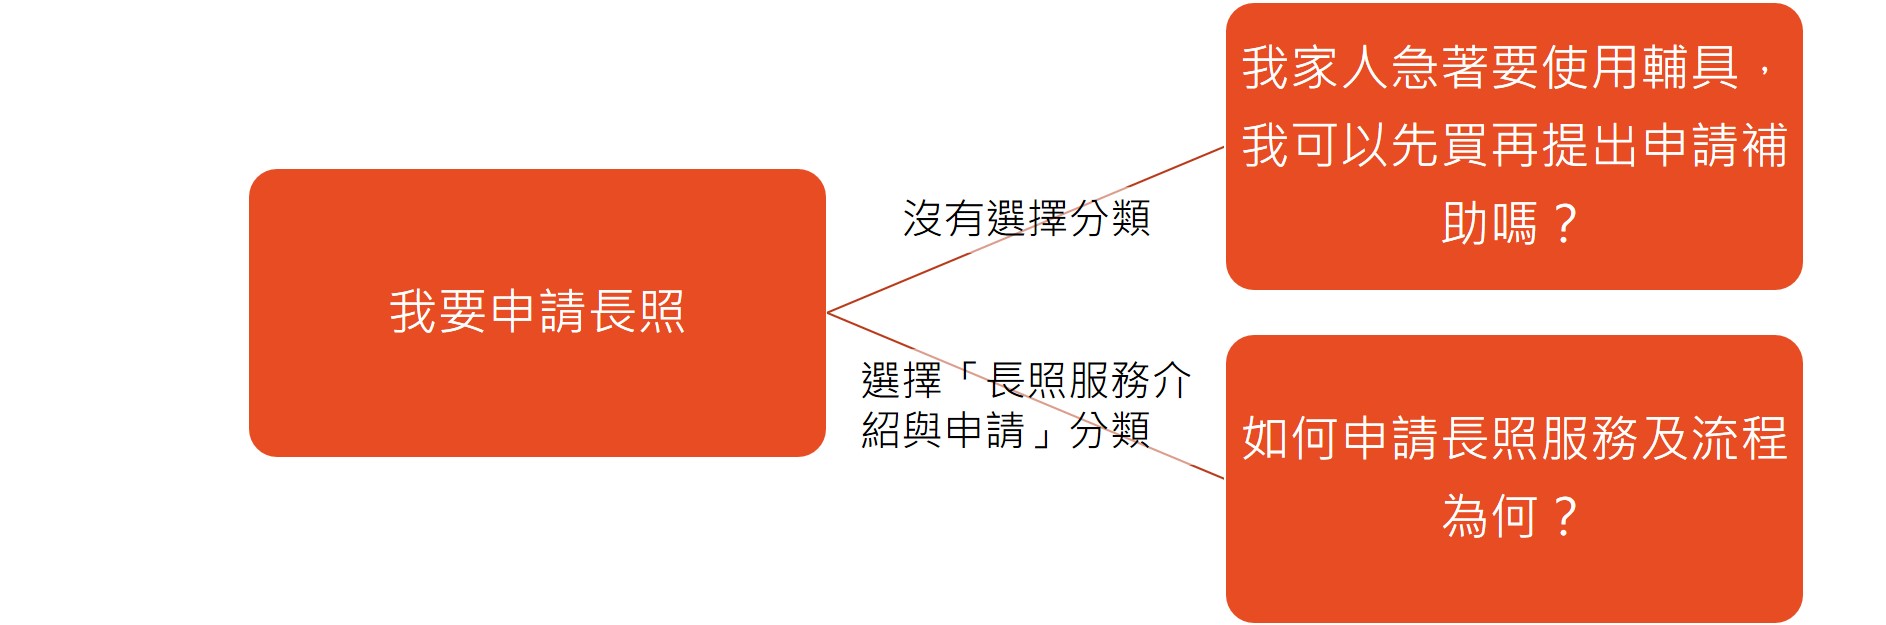 我要申請長照
沒有選擇分類
我家人急著要使用輔具，
我可以先買再提出申請補
助嗎？
選擇「長照服務介
紹與申請」分類
如何申請長照服務及流程
為何？